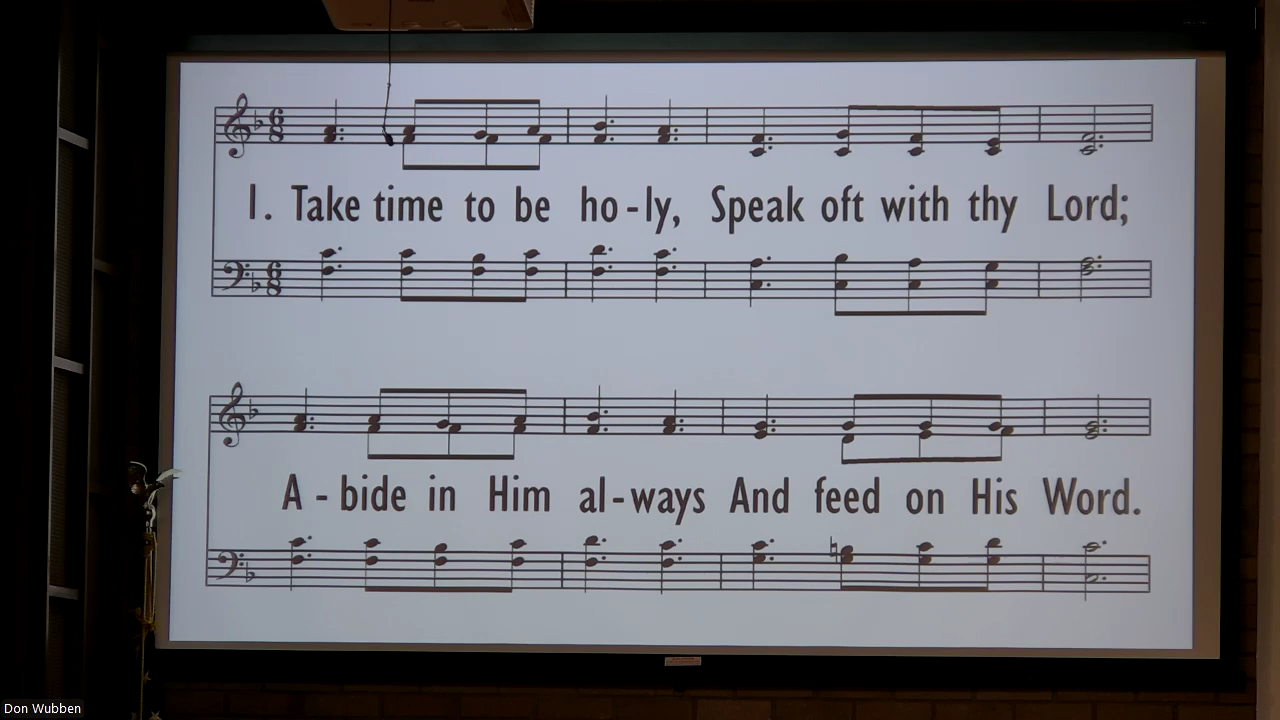 1. Take time to be ho-ly, Speak oft with thy Lord;
A-bide in Him al-ways And feed on His Word.
Don Wubben